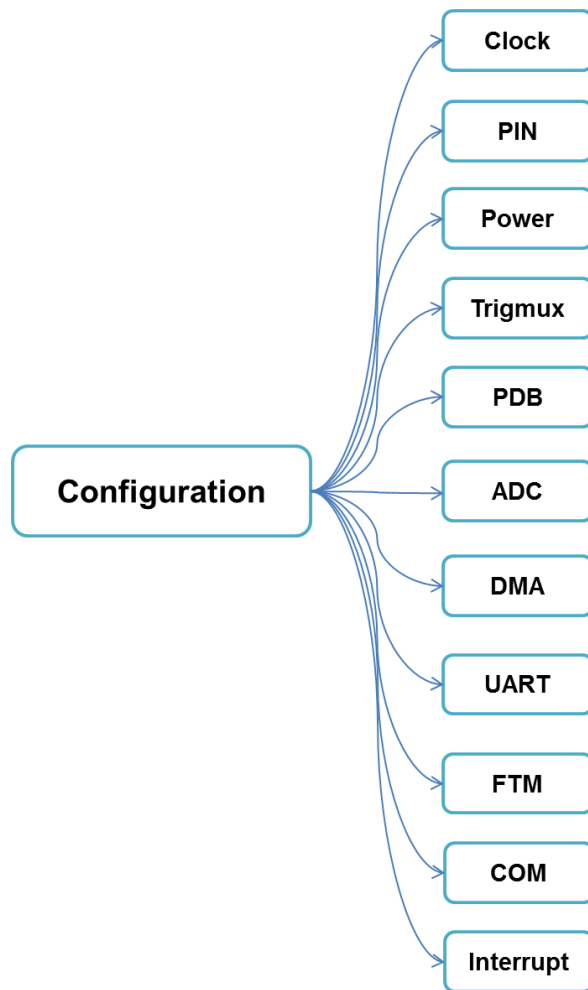 Clock
PIN
Power
Trigmux
PDB
Configuration
ADC
DMA
UART
FTM
COM
Interrupt